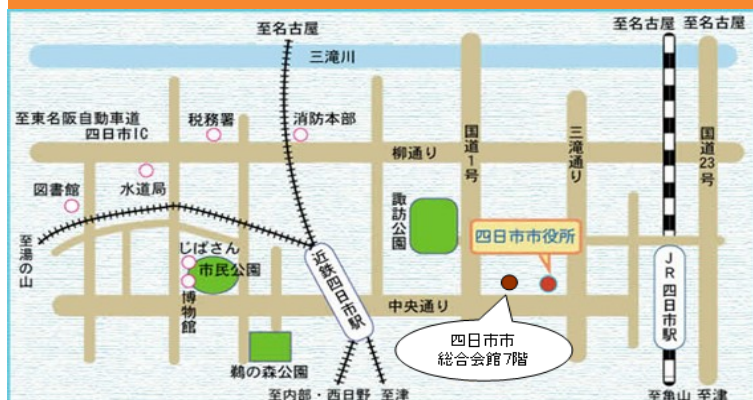 至名古屋
至名古屋
至名古屋
三滝川
至東名阪自動車道
四日市IC
税務署
消防本部
柳通り
国道1号
三滝通り
国道23号
図書館
水道局
諏訪公園
四日市市役所
至湯の山
じばさん
市民公園
博物館
近鉄四日市駅
JR四日市駅
中央通り
四日市市
総合会館7階
鵜の森公園
至内部・西日野
至津
至亀山
至津